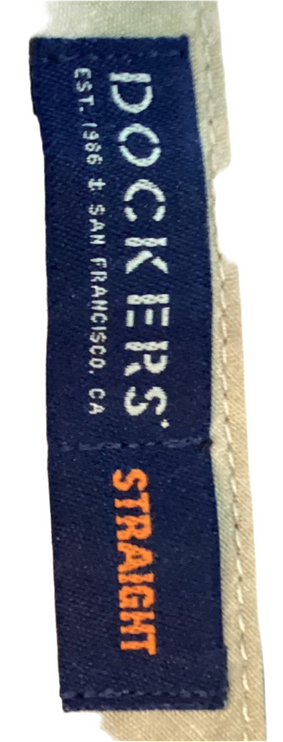 DOCKERS®
EST. 1986 ⚓ SAN FRANCISCO, CA
STRAIGHT